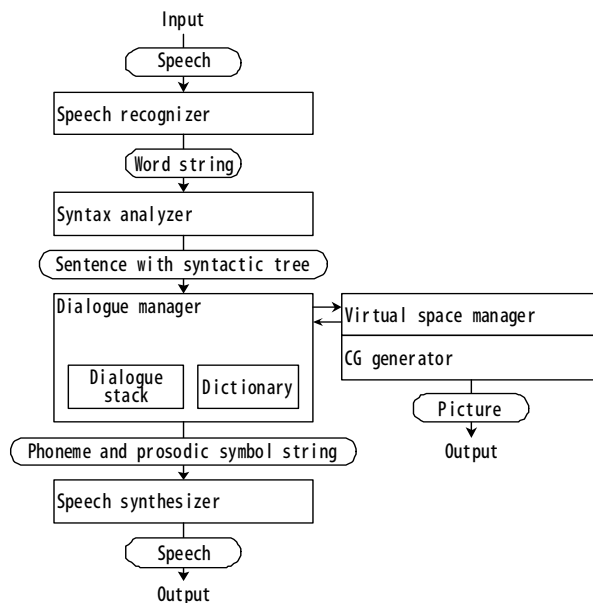 Input
Speech
Speech recognizer
Word string
Syntax analyzer
Sentence with syntactic tree
Dialogue manager
Dialogue
stack
Dictionary
Virtual space manager
CG generator
Picture
Output
Phoneme and prosodic symbol string
Speech synthesizer
Speech
Output